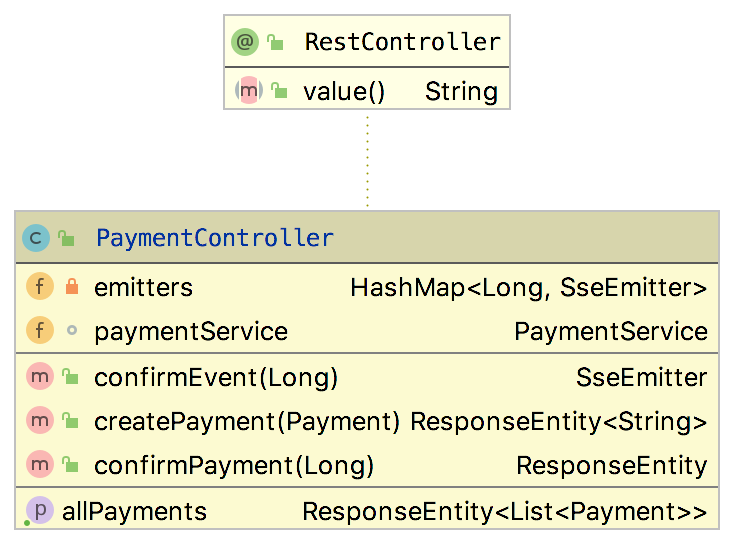 @ RestController
m value() String
c PaymentController
f emitters HashMap<Long, SseEmitter>
f paymentService PaymentService
m confirmEvent(Long) SseEmitter
m createPayment(Payment) ResponseEntity<String>
m confirmPayment(Long) ResponseEntity
p allPayments ResponseEntity<List<Payment>>